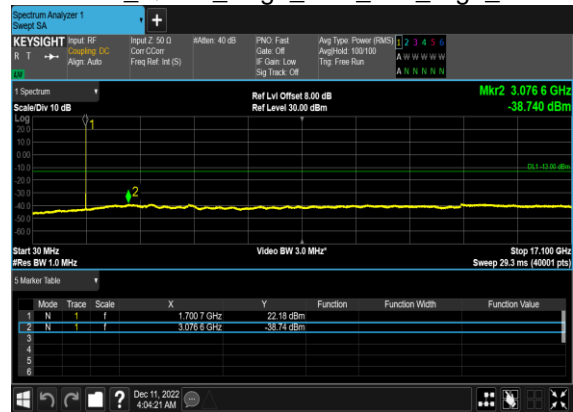 Spectrum Analyzer 1
Swept SA
+
KEYSIGHT Input: RF Input Z: 50 Ω #Atten: 40 dB PNO: Fast Avg Type: Power (RMS) 1 2 3 4 5 6
R T Coupling: DC Corr CCorr Gate: Off Avg|Hold: 100/100 A W W W W W
Align: Auto Freq Ref: Int (S) IF Gain: Low Trig: Free Run
LW Sig Track: Off A N N N N N
1 Spectrum Ref Lvl Offset 8.00 dB Mkr2 3.076 6 GHz
Scale/Div 10 dB Ref Level 30.00 dBm -38.740 dBm
Log
1
20.0
10.0
0.00
-10.0
DL1 -13.00 dBm
-20.0
-30.0
2
-40.0
-50.0
-60.0
Start 30 MHz Video BW 3.0 MHz* Stop 17.100 GHz
#Res BW 1.0 MHz Sweep 29.3 ms (40001 pts)
5 Marker Table
Mode Trace Scale X Y Function Function Width Function Value
1 N 1 f 1.700 7 GHz 22.18 dBm
2 N 1 f 3.076 6 GHz -38.74 dBm
3
4
5
6
? Dec 11, 2022
4:04:21 AM